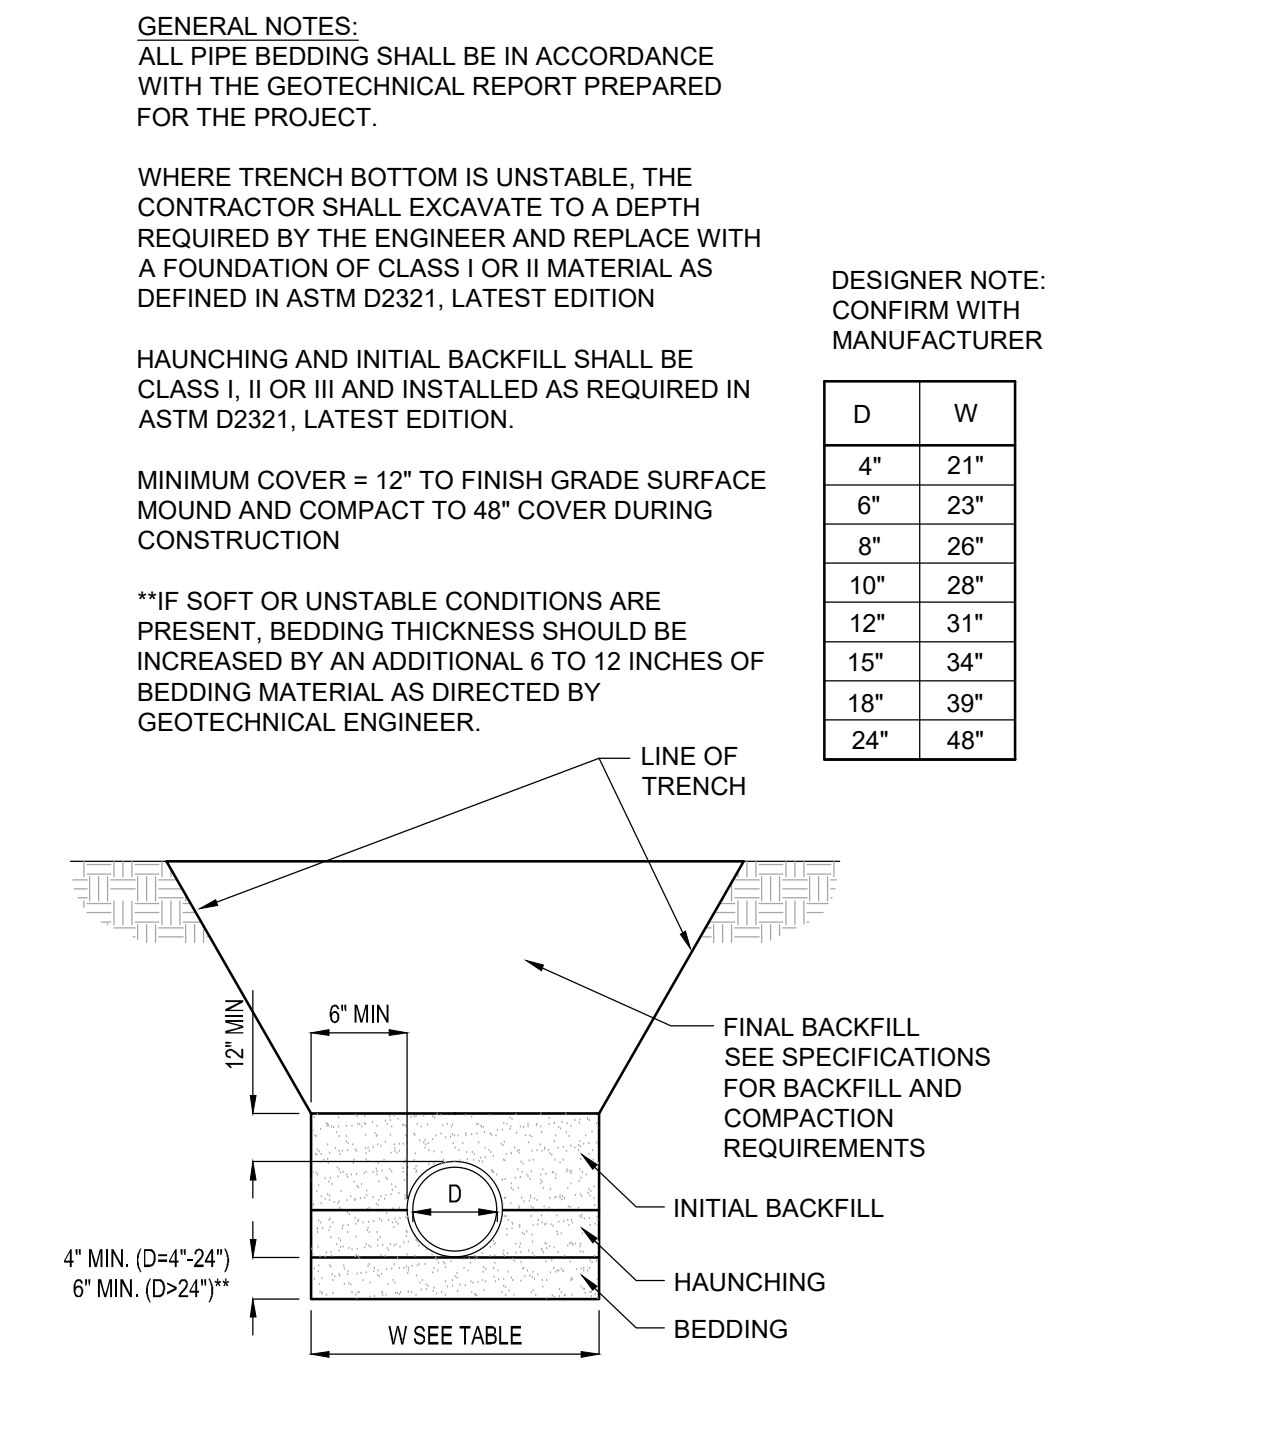 GENERAL NOTES:
ALL PIPE BEDDING SHALL BE IN ACCORDANCE
WITH THE GEOTECHNICAL REPORT PREPARED
FOR THE PROJECT.
WHERE TRENCH BOTTOM IS UNSTABLE, THE
CONTRACTOR SHALL EXCAVATE TO A DEPTH
REQUIRED BY THE ENGINEER AND REPLACE WITH
A FOUNDATION OF CLASS I OR II MATERIAL AS
DEFINED IN ASTM D2321, LATEST EDITION
HAUNCHING AND INITIAL BACKFILL SHALL BE
CLASS I, II OR III AND INSTALLED AS REQUIRED IN
ASTM D2321, LATEST EDITION.
MINIMUM COVER = 12" TO FINISH GRADE SURFACE
MOUND AND COMPACT TO 48" COVER DURING
CONSTRUCTION
**IF SOFT OR UNSTABLE CONDITIONS ARE
PRESENT, BEDDING THICKNESS SHOULD BE
INCREASED BY AN ADDITIONAL 6 TO 12 INCHES OF
BEDDING MATERIAL AS DIRECTED BY
GEOTECHNICAL ENGINEER.
DESIGNER NOTE:
CONFIRM WITH
MANUFACTURER
D W
4" 21"
6" 23"
8" 26"
10" 28"
12" 31"
15" 34"
18" 39"
24" 48"
LINE OF
TRENCH
12" MIN
6" MIN
FINAL BACKFILL
SEE SPECIFICATIONS
FOR BACKFILL AND
COMPACTION
REQUIREMENTS
D
INITIAL BACKFILL
4" MIN. (D=4"-24")
6" MIN. (D>24")**
HAUNCHING
BEDDING
W SEE TABLE